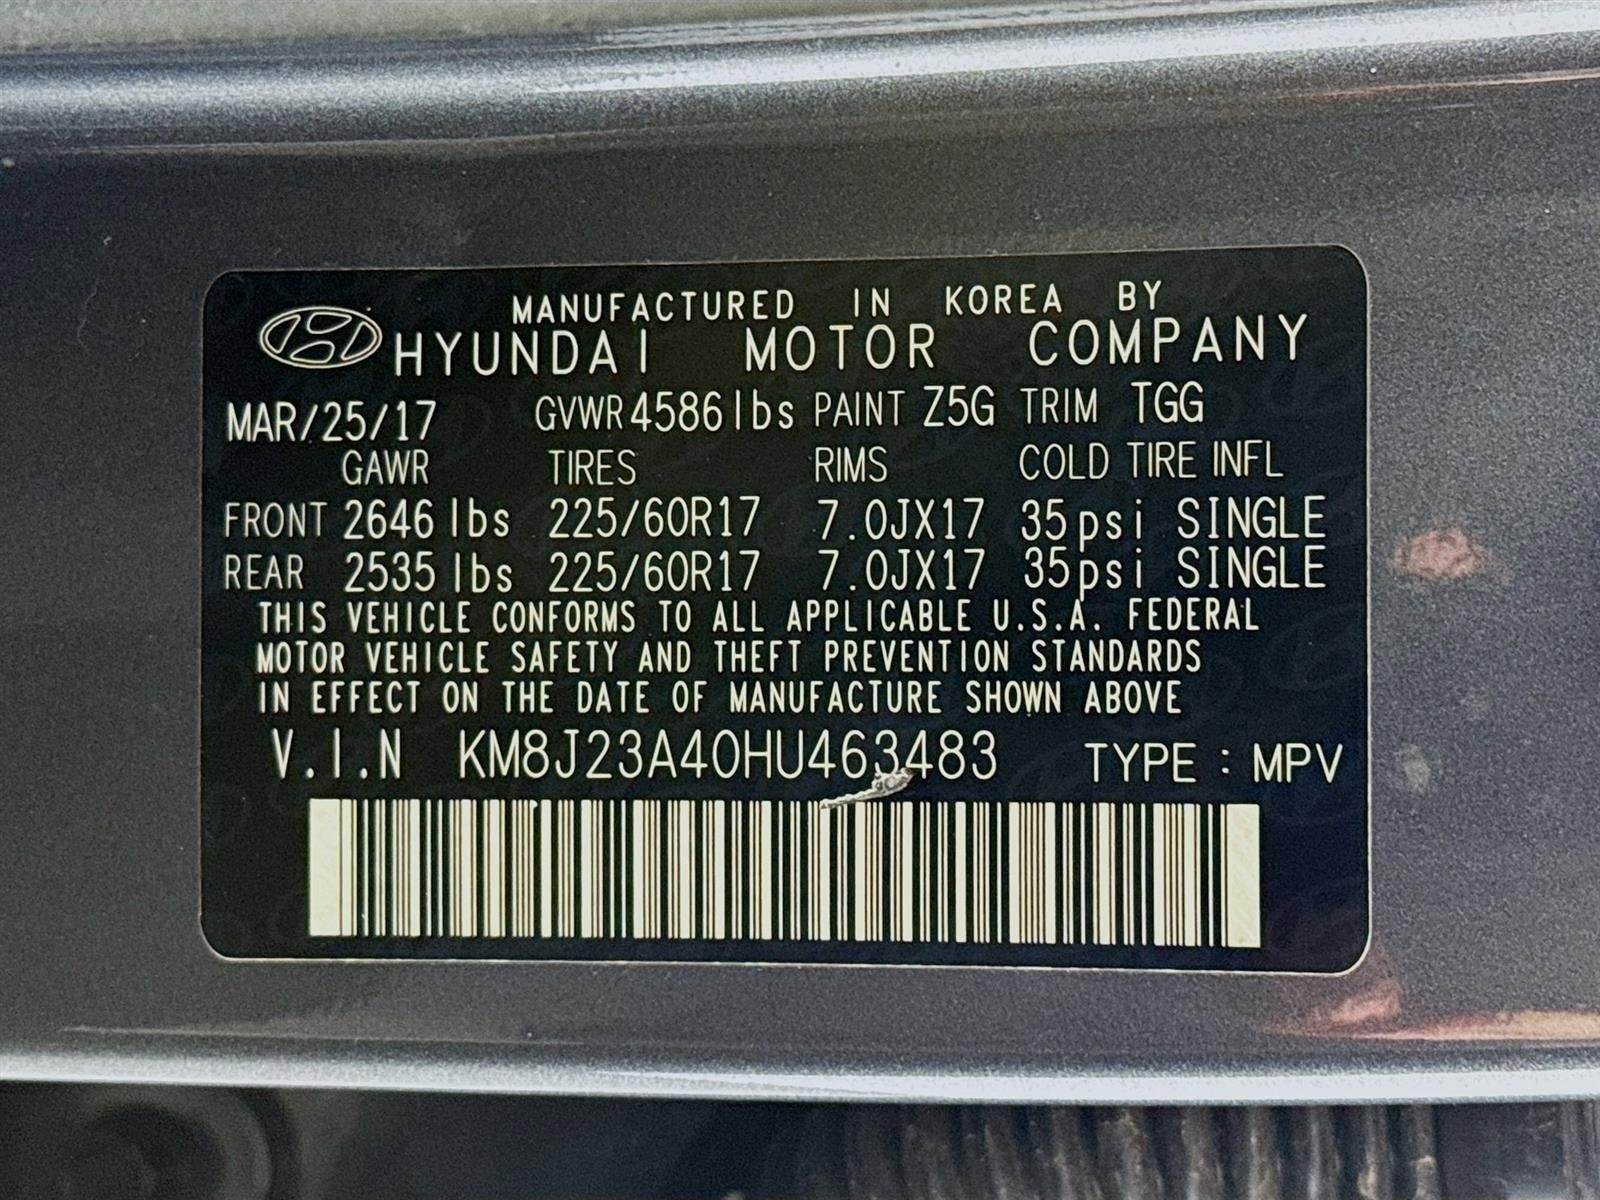 MANUFACTURED IN KOREA BY
HYUNDAI MOTOR COMPANY
MAR/25/17 GVWR 4586 lbs PAINT Z5G TRIM TGG
GAWR TIRES RIMS COLD TIRE INFL
FRONT 2646 lbs 225/60R17 7.0JX17 35psi SINGLE
REAR 2535 lbs 225/60R17 7.0JX17 35psi SINGLE
THIS VEHICLE CONFORMS TO ALL APPLICABLE U.S.A. FEDERAL
MOTOR VEHICLE SAFETY AND THEFT PREVENTION STANDARDS
IN EFFECT ON THE DATE OF MANUFACTURE SHOWN ABOVE
V.I.N KM8J23A40HU463483 TYPE : MPV